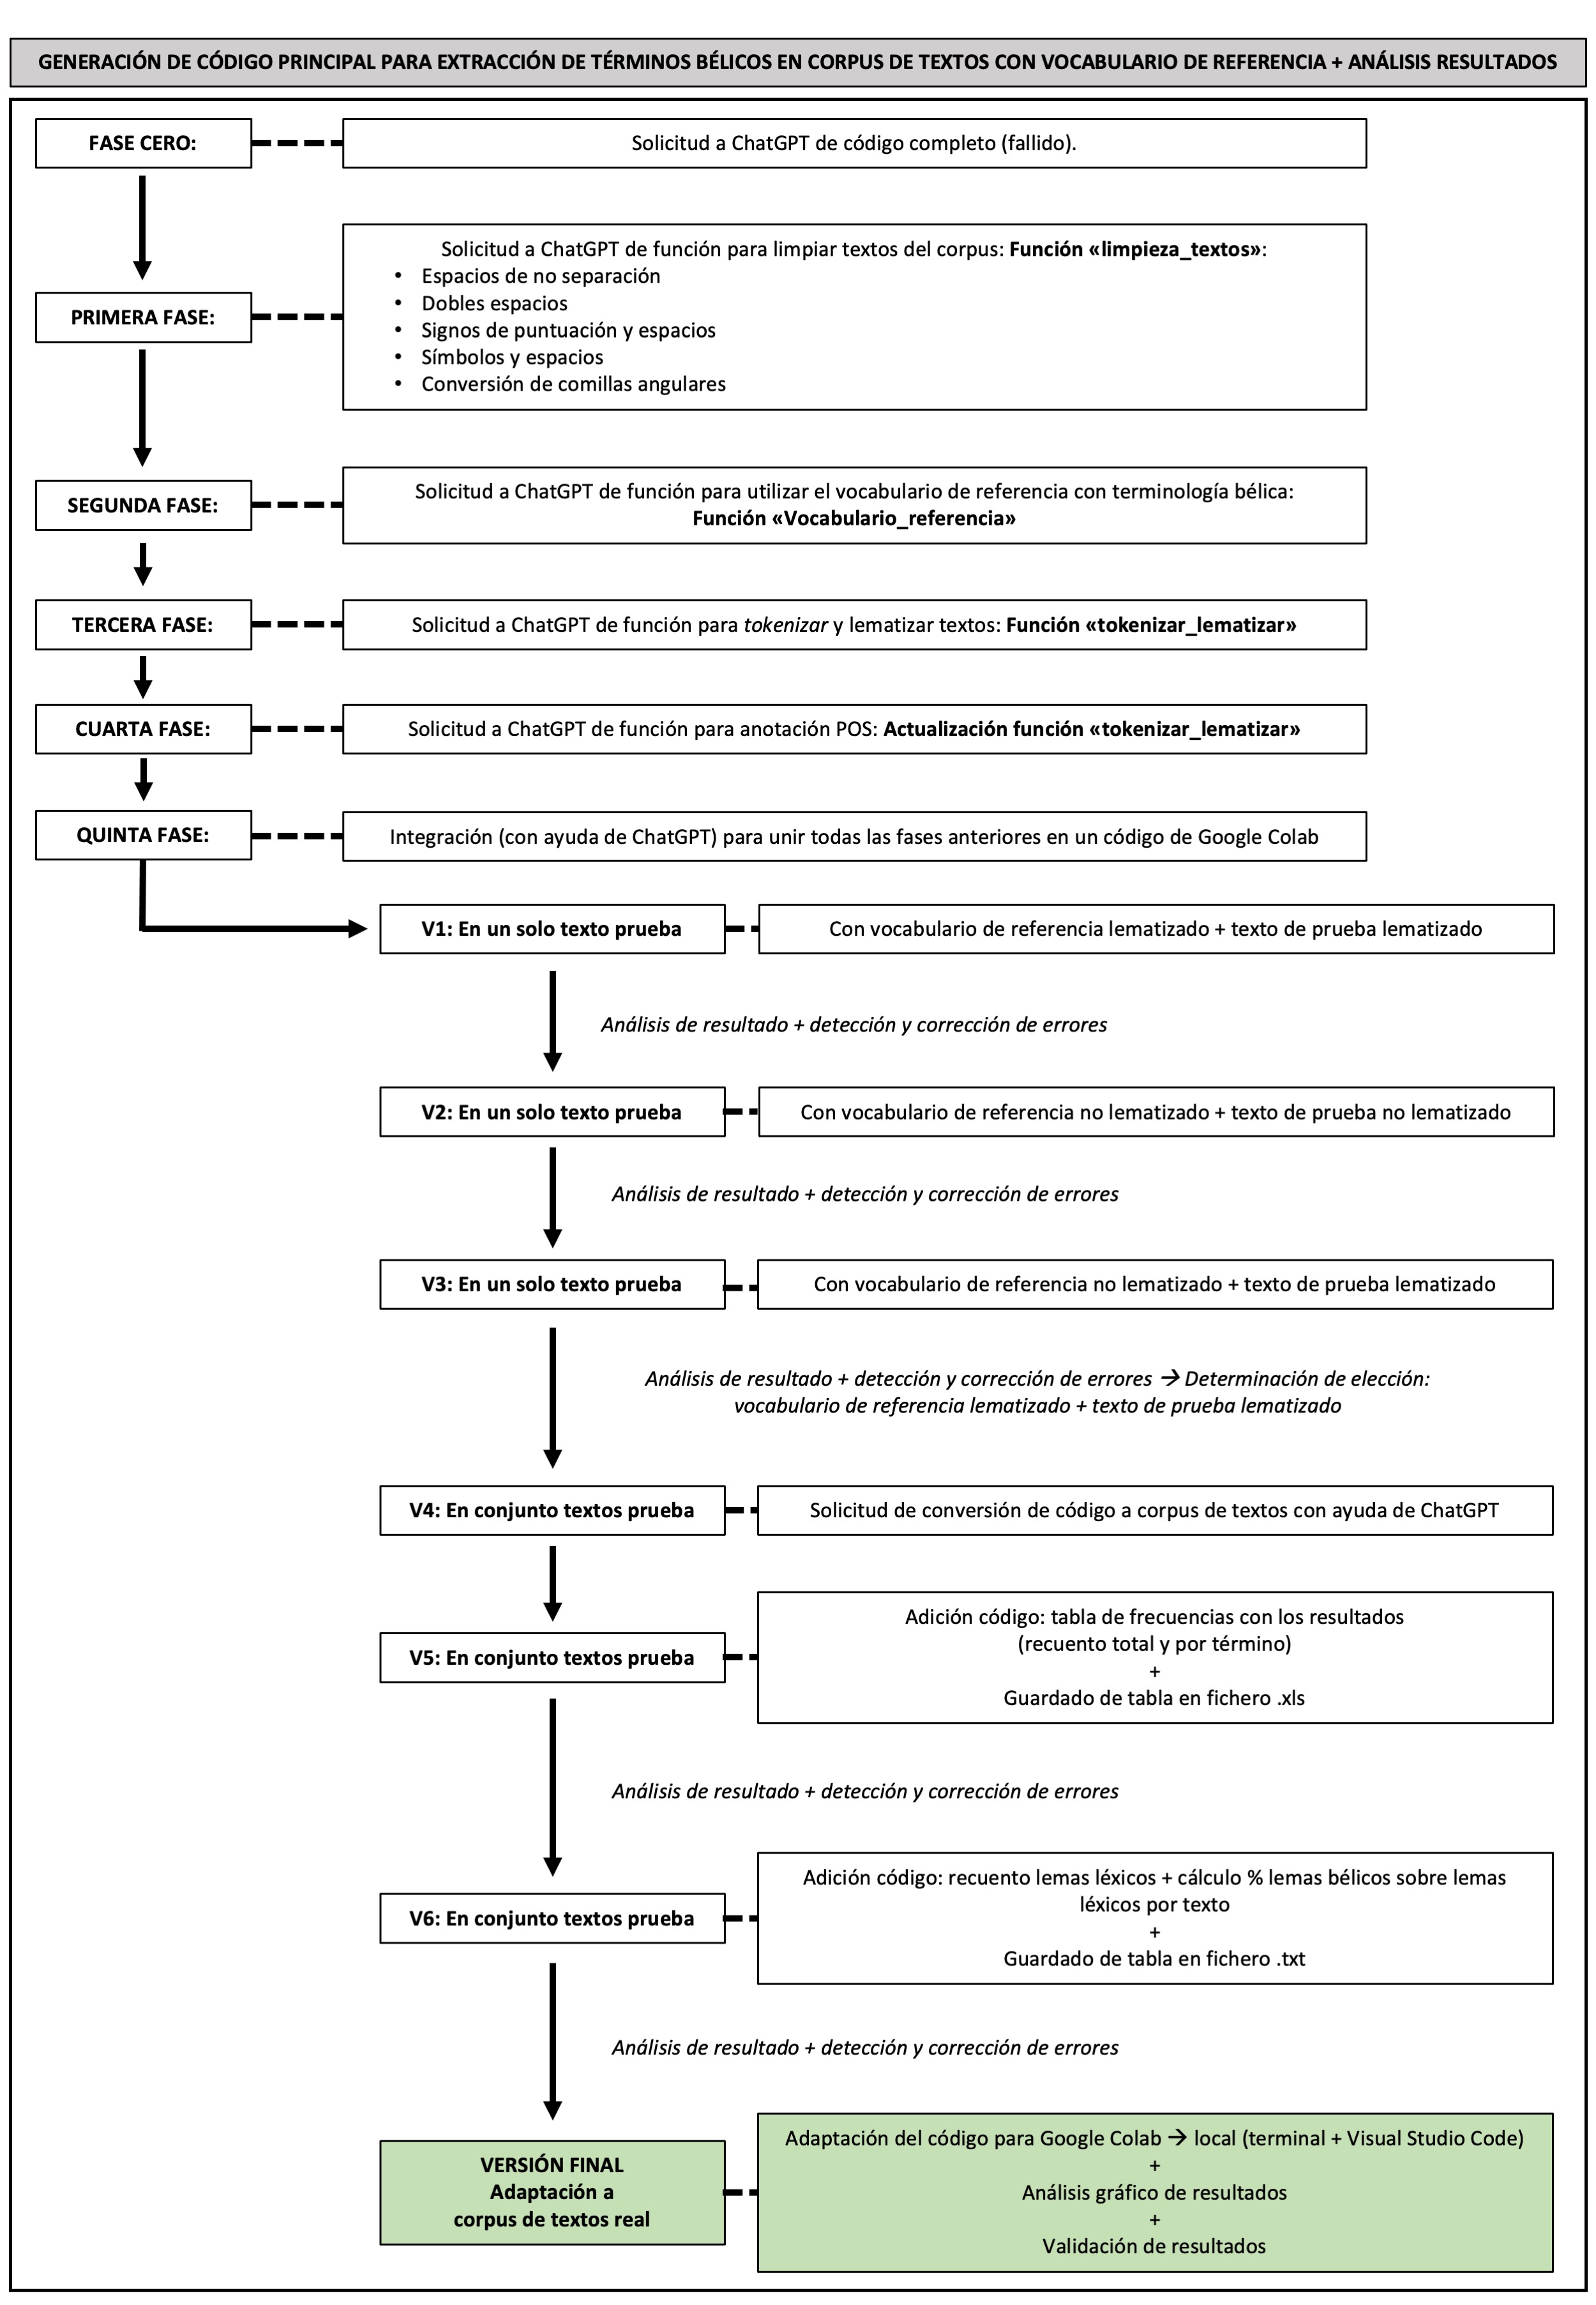 GENERACIÓN DE CÓDIGO PRINCIPAL PARA EXTRACCIÓN DE TÉRMINOS BÉLICOS EN CORPUS DE TEXTOS CON VOCABULARIO DE REFERENCIA + ANÁLISIS RESULTADOS
FASE CERO:
Solicitud a ChatGPT de código completo (fallido).
PRIMERA FASE:
Solicitud a ChatGPT de función para limpiar textos del corpus: Función «limpieza_textos»:
• Espacios de no separación
• Dobles espacios
• Signos de puntuación y espacios
• Símbolos y espacios
• Conversión de comillas angulares
SEGUNDA FASE:
Solicitud a ChatGPT de función para utilizar el vocabulario de referencia con terminología bélica:
Función «Vocabulario_referencia»
TERCERA FASE:
Solicitud a ChatGPT de función para tokenizar y lematizar textos: Función «tokenizar_lematizar»
CUARTA FASE:
Solicitud a ChatGPT de función para anotación POS: Actualización función «tokenizar_lematizar»
QUINTA FASE:
Integración (con ayuda de ChatGPT) para unir todas las fases anteriores en un código de Google Colab
V1: En un solo texto prueba
Con vocabulario de referencia lematizado + texto de prueba lematizado
Análisis de resultado + detección y corrección de errores
V2: En un solo texto prueba
Con vocabulario de referencia no lematizado + texto de prueba no lematizado
Análisis de resultado + detección y corrección de errores
V3: En un solo texto prueba
Con vocabulario de referencia no lematizado + texto de prueba lematizado
Análisis de resultado + detección y corrección de errores → Determinación de elección:
vocabulario de referencia lematizado + texto de prueba lematizado
V4: En conjunto textos prueba
Solicitud de conversión de código a corpus de textos con ayuda de ChatGPT
V5: En conjunto textos prueba
Adición código: tabla de frecuencias con los resultados
(recuento total y por término)
+
Guardado de tabla en fichero .xls
Análisis de resultado + detección y corrección de errores
V6: En conjunto textos prueba
Adición código: recuento lemas léxicos + cálculo % lemas bélicos sobre lemas
léxicos por texto
+
Guardado de tabla en fichero .txt
Análisis de resultado + detección y corrección de errores
VERSIÓN FINAL
Adaptación a
corpus de textos real
Adaptación del código para Google Colab → local (terminal + Visual Studio Code)
+
Análisis gráfico de resultados
+
Validación de resultados